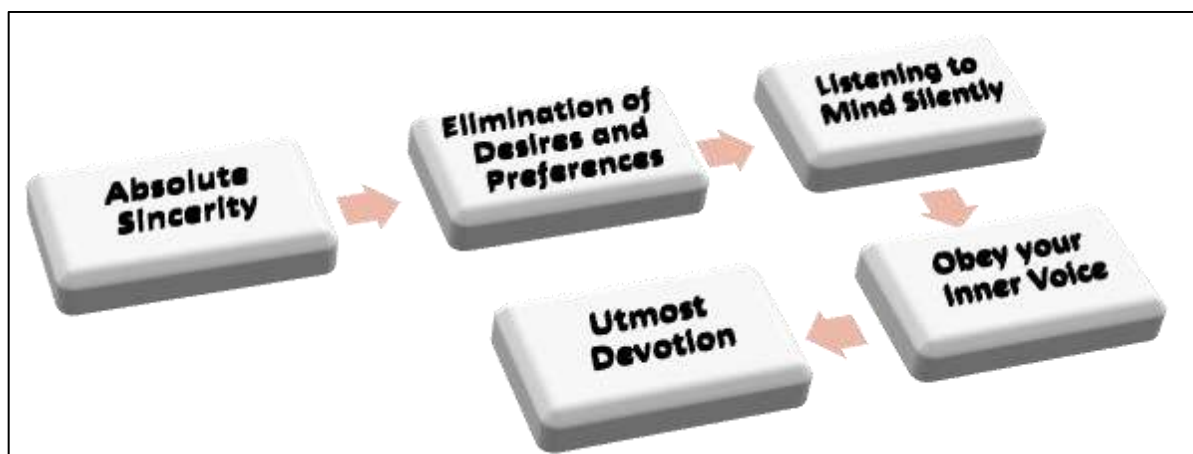 Absolute
Sincerity
Elimination of
Desires and
Preferences
Listening to
Mind Silently
Obey your
Inner Voice
Utmost
Devotion